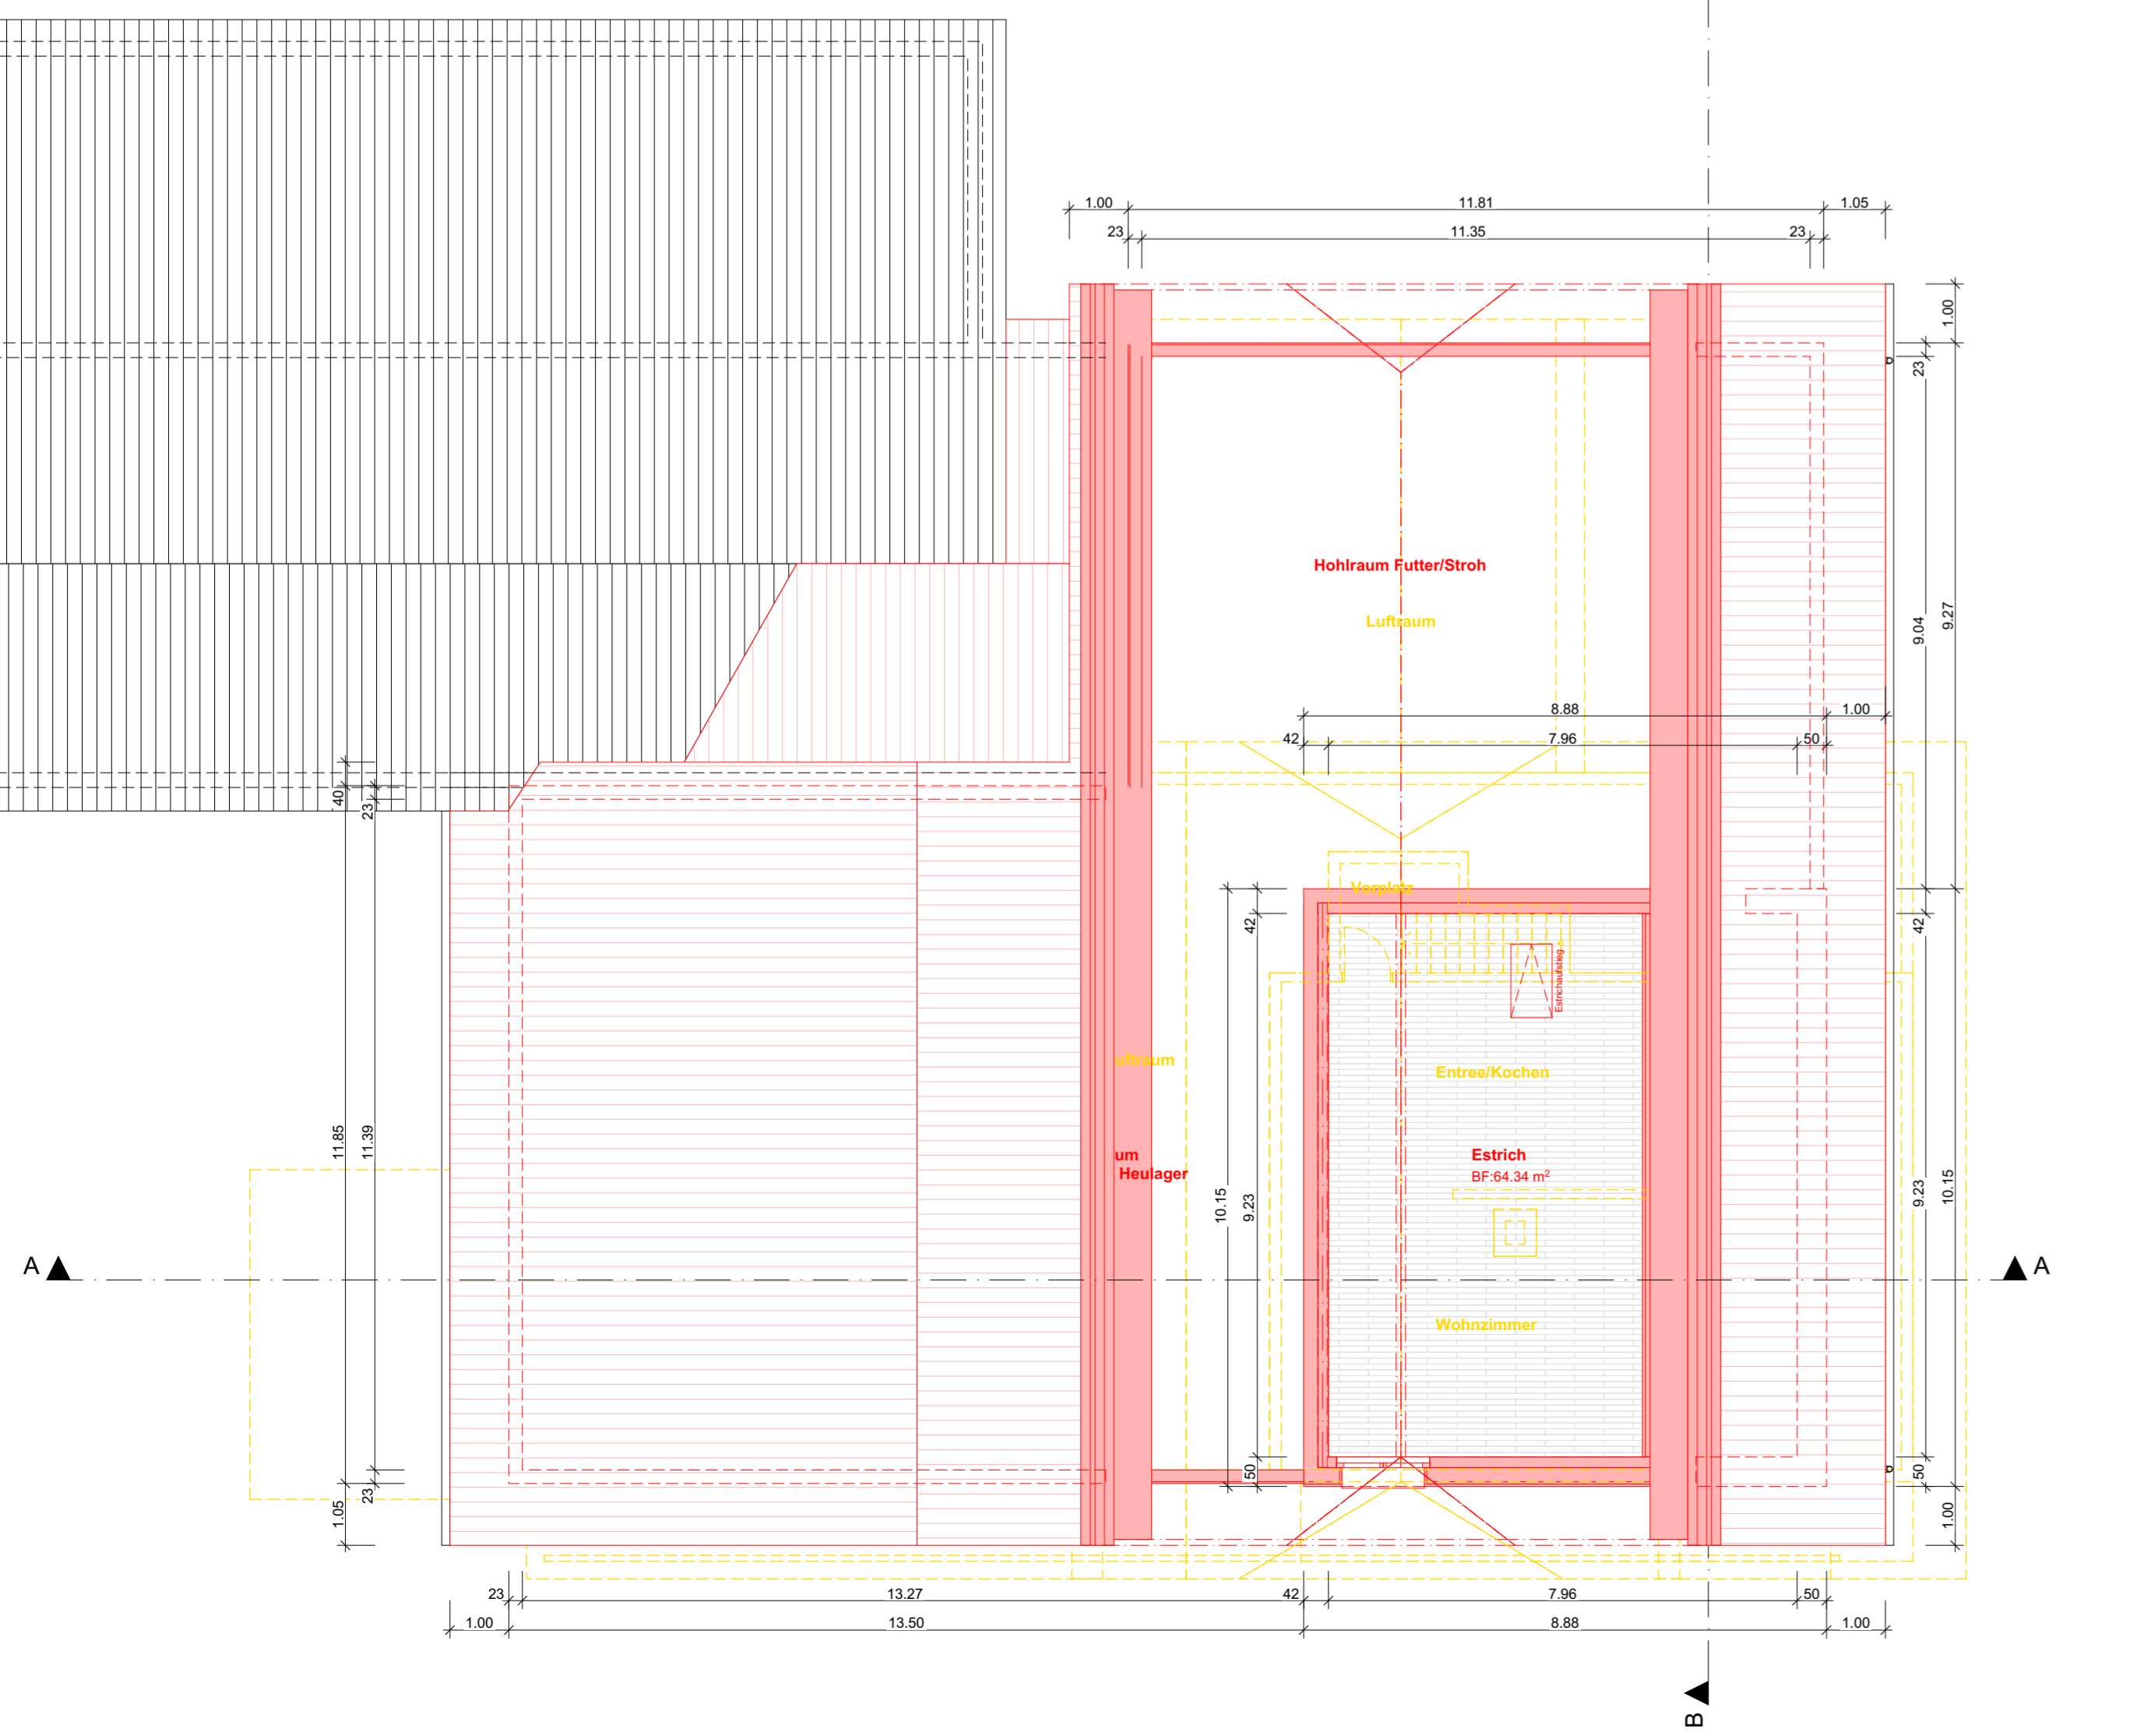 1.00
11.81
1.05
23
11.35
23
1.00
23
Hohlraum Futter/Stroh
Luftraum
9.04
9.27
8.88
1.00
42
7.96
50
40
23
Vorplatz
42
42
Estrichaufstieg
uftraum
Entree/Kochen
11.85
11.39
um
Heulager
Estrich
BF:64.34 m²
10.15
9.23
9.23
10.15
A
A
Wohnzimmer
50
50
23
1.05
1.00
23
13.27
42
7.96
50
1.00
13.50
8.88
1.00
B